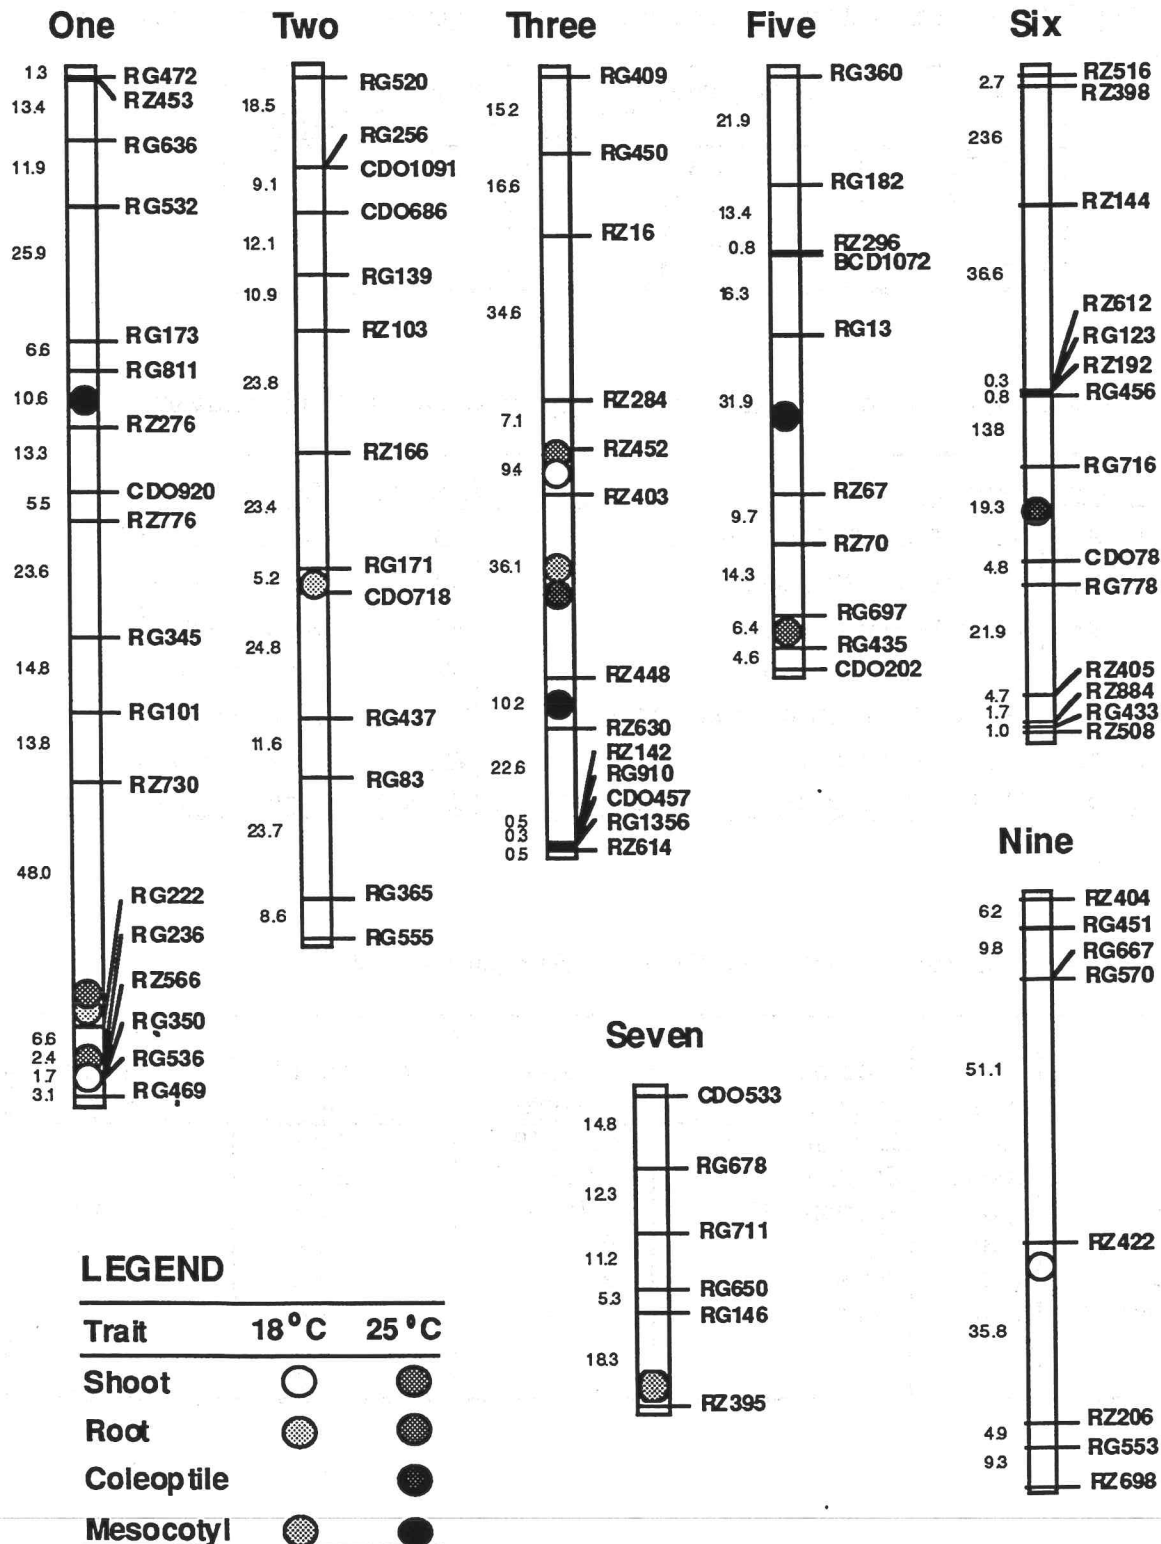 One
1.3 RG472
RZ453
13.4
RG636
11.9
RG532
25.9
RG173
6.6
RG811
10.6
RZ276
13.3
CDO920
5.5
RZ776
23.6
RG345
14.8
RG101
13.8
RZ730
48.0
RG222
RG236
RZ566
RG350
6.6
RG536
2.4
1.7
RG469
3.1
Two
RG520
18.5
RG256
CDO1091
9.1
CDO686
12.1
RG139
10.9
RZ103
23.8
RZ166
23.4
RG171
5.2
CDO718
24.8
RG437
11.6
RG83
23.7
RG365
8.6
RG555
Three
RG409
15.2
RG450
16.6
RZ16
34.6
RZ284
7.1
RZ452
9.4
RZ403
36.1
RZ448
10.2
RZ630
RZ142
22.6
RG910
CDO457
0.5
RG1356
0.3
RZ614
0.5
Five
RG360
21.9
RG182
13.4
RZ296
0.8
BCD1072
16.3
RG13
31.9
RZ67
9.7
RZ70
14.3
RG697
6.4
RG435
4.6
CDO202
Six
RZ516
2.7
RZ398
23.6
RZ144
36.6
RZ612
RG123
RZ192
0.3
RG456
0.8
13.8
RG716
19.3
CDO78
4.8
RG778
21.9
RZ405
4.7
RZ884
1.7
RG433
1.0
RZ508
Seven
CDO533
14.8
RG678
12.3
RG711
11.2
RG650
5.3
RG146
18.3
RZ395
Nine
RZ404
6.2
RG451
9.8
RG667
RG570
51.1
RZ422
35.8
RZ206
4.9
RG553
9.3
RZ698
LEGEND
Trait 18°C 25°C
Shoot
Root
Coleoptile
Mesocotyl